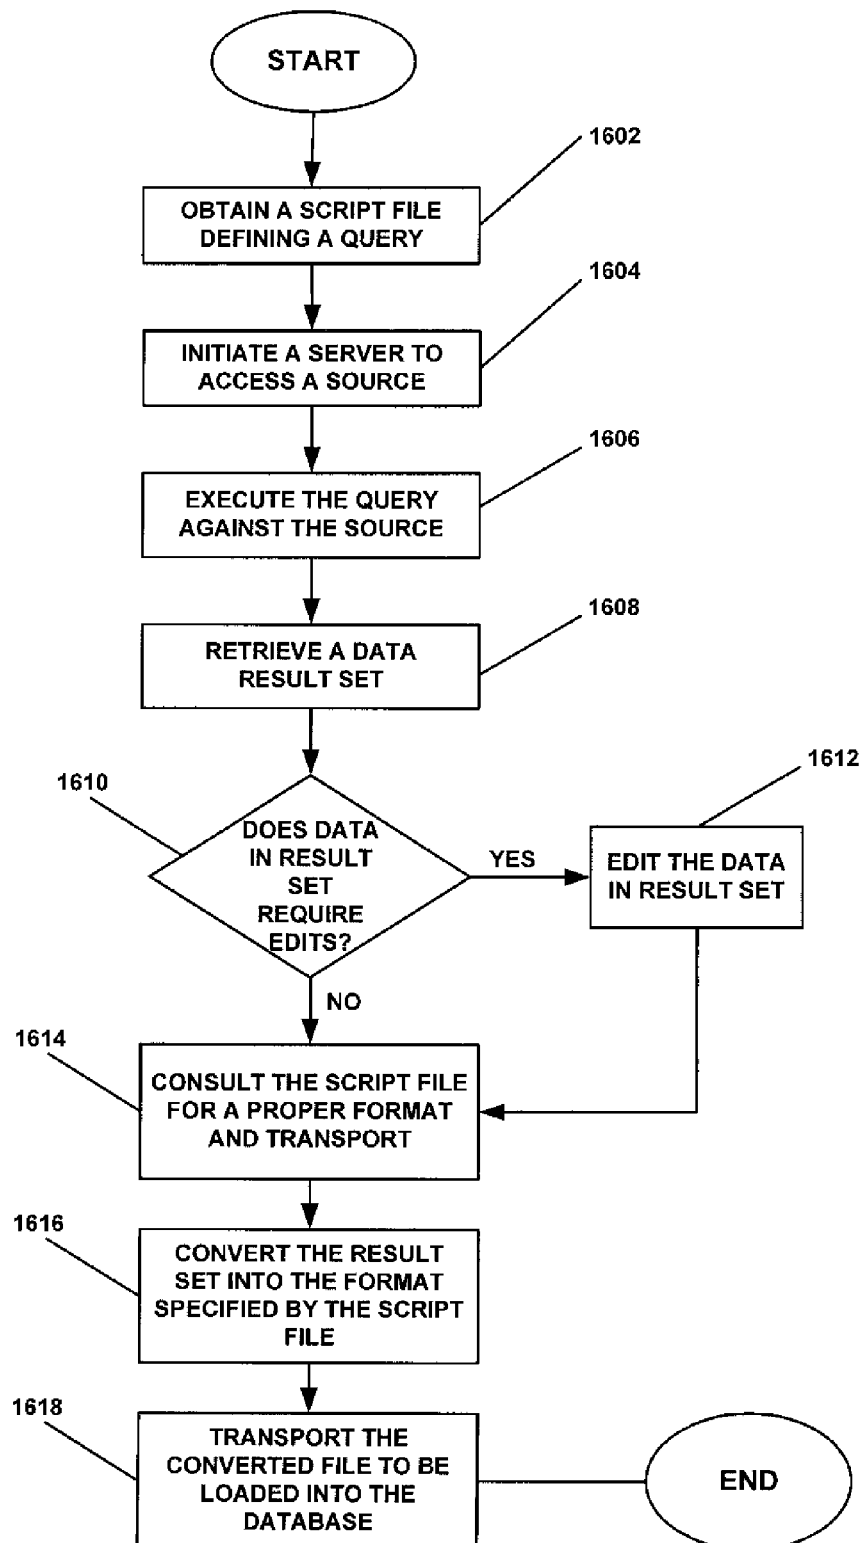 START
1602
OBTAIN A SCRIPT FILE
DEFINING A QUERY
1604
INITIATE A SERVER TO
ACCESS A SOURCE
1606
EXECUTE THE QUERY
AGAINST THE SOURCE
1608
RETRIEVE A DATA
RESULT SET
1610
DOES DATA
IN RESULT
SET
REQUIRE
EDITS?
YES
1612
EDIT THE DATA
IN RESULT SET
NO
1614
CONSULT THE SCRIPT FILE
FOR A PROPER FORMAT
AND TRANSPORT
1616
CONVERT THE RESULT
SET INTO THE FORMAT
SPECIFIED BY THE SCRIPT
FILE
1618
TRANSPORT THE
CONVERTED FILE TO BE
LOADED INTO THE
DATABASE
END